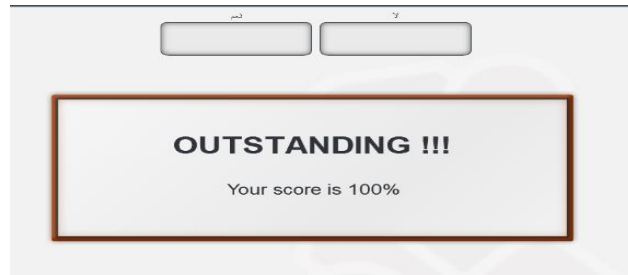 نعم لا
OUTSTANDING !!!
Your score is 100%